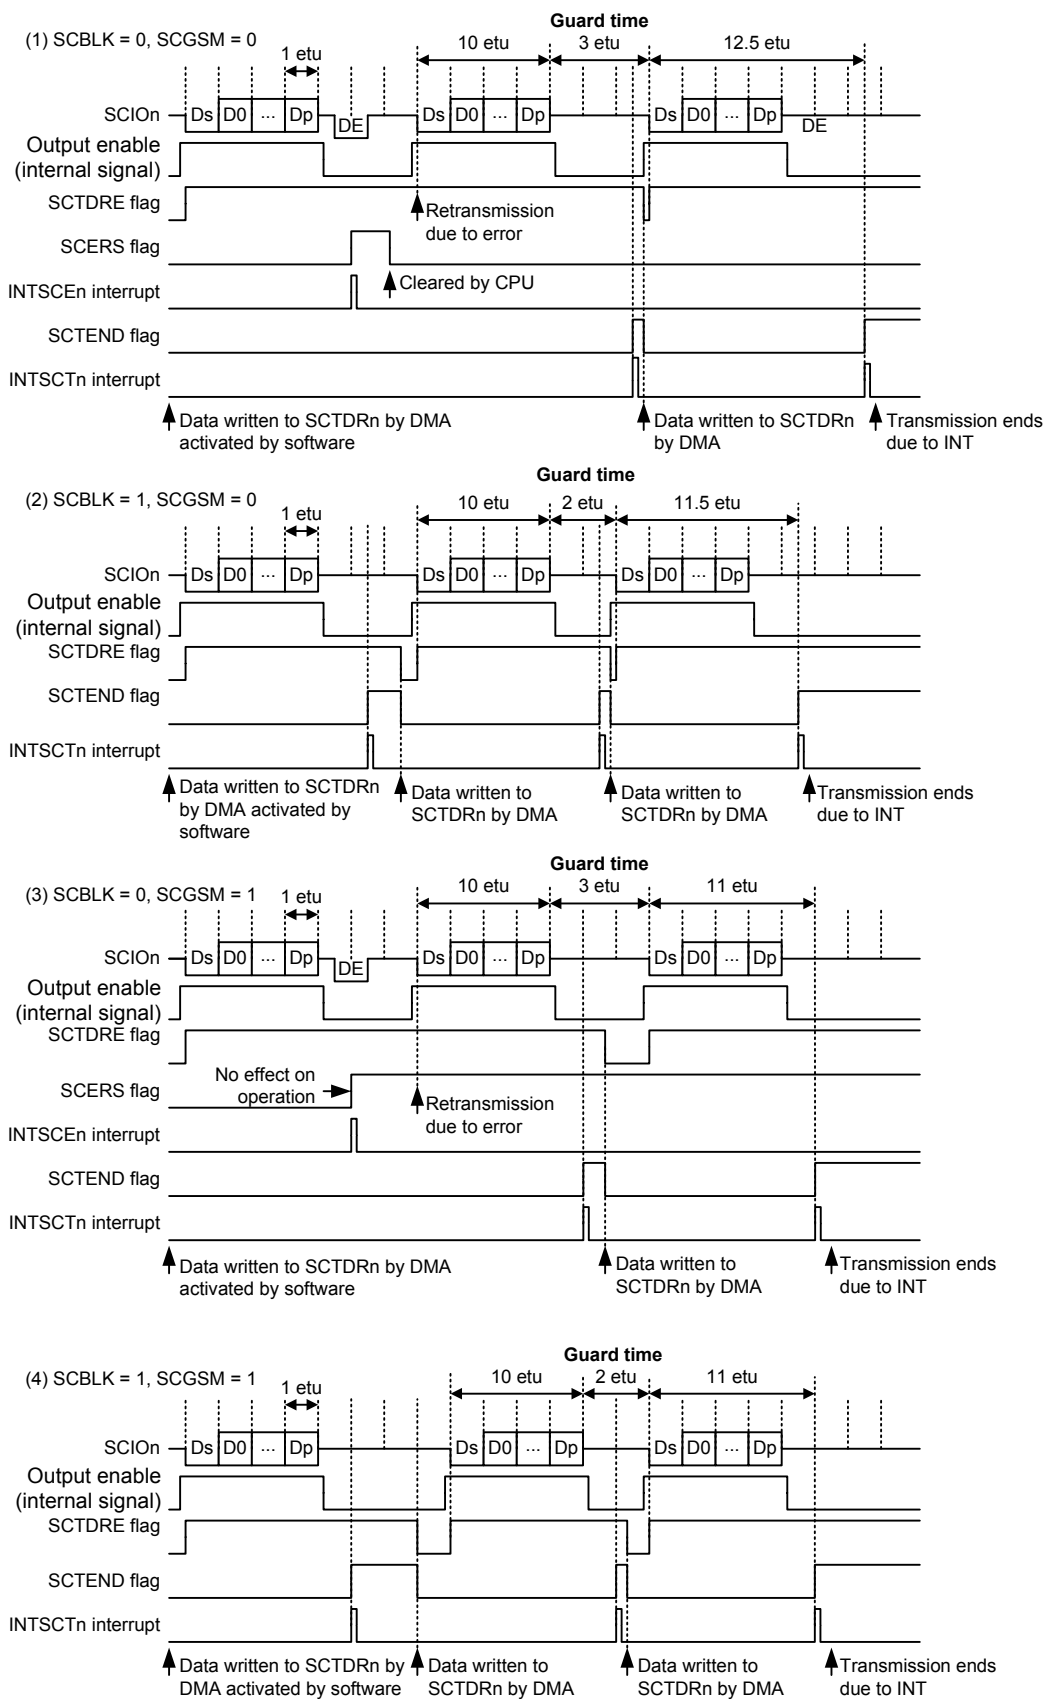 Guard time
(1) SCBLK = 0, SCGSM = 0
1 etu
10 etu
3 etu
12.5 etu
SCIOn
Ds D0 ... Dp
DE
Ds D0 ... Dp
Ds D0 ... Dp
DE
Output enable
(internal signal)
SCTDRE flag
Retransmission
due to error
SCERS flag
Cleared by CPU
INTSCEn interrupt
SCTEND flag
INTSCTn interrupt
Data written to SCTDRn by DMA
activated by software
Data written to SCTDRn
by DMA
Transmission ends
due to INT
Guard time
(2) SCBLK = 1, SCGSM = 0
1 etu
10 etu
2 etu
11.5 etu
SCIOn
Ds D0 ... Dp
Ds D0 ... Dp
Ds D0 ... Dp
Output enable
(internal signal)
SCTDRE flag
SCTEND flag
INTSCTn interrupt
Data written to SCTDRn
by DMA activated by
software
Data written to
SCTDRn by DMA
Data written to
SCTDRn by DMA
Transmission ends
due to INT
Guard time
(3) SCBLK = 0, SCGSM = 1
1 etu
10 etu
3 etu
11 etu
SCIOn
Ds D0 ... Dp
DE
Ds D0 ... Dp
Ds D0 ... Dp
Output enable
(internal signal)
SCTDRE flag
No effect on
operation
SCERS flag
Retransmission
due to error
INTSCEn interrupt
SCTEND flag
INTSCTn interrupt
Data written to SCTDRn by DMA
activated by software
Data written to
SCTDRn by DMA
Transmission ends
due to INT
Guard time
(4) SCBLK = 1, SCGSM = 1
1 etu
10 etu
2 etu
11 etu
SCIOn
Ds D0 ... Dp
Ds D0 ... Dp
Ds D0 ... Dp
Output enable
(internal signal)
SCTDRE flag
SCTEND flag
INTSCTn interrupt
Data written to SCTDRn by
DMA activated by software
Data written to
SCTDRn by DMA
Data written to
SCTDRn by DMA
Transmission ends
due to INT